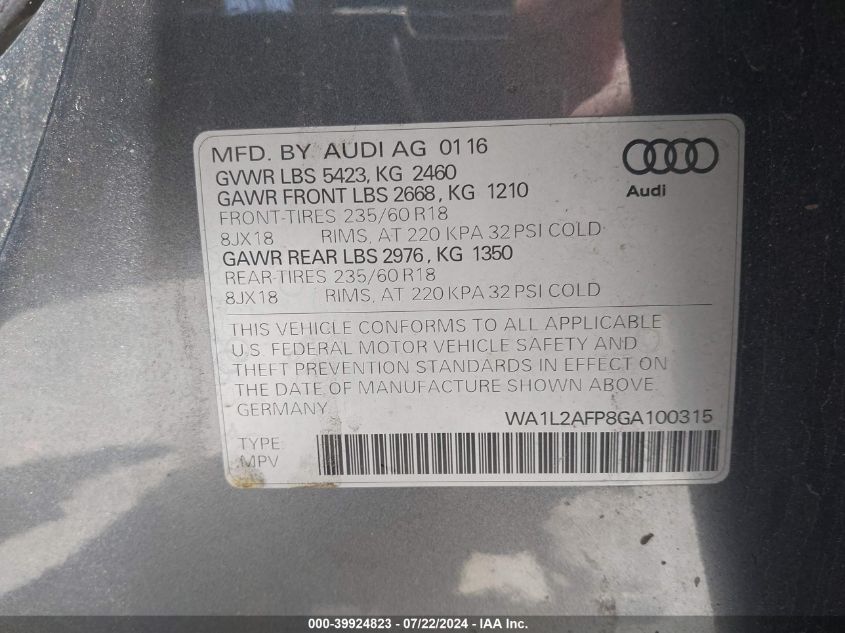 MFD. BY AUDI AG 01 16
GVWR LBS 5423, KG 2460
GAWR FRONT LBS 2668, KG 1210
FRONT-TIRES 235/60 R18
8JX18 RIMS, AT 220 KPA 32 PSI COLD
GAWR REAR LBS 2976, KG 1350
REAR-TIRES 235/60 R18
8JX18 RIMS, AT 220 KPA 32 PSI COLD
Audi
THIS VEHICLE CONFORMS TO ALL APPLICABLE
U.S. FEDERAL MOTOR VEHICLE SAFETY AND
THEFT PREVENTION STANDARDS IN EFFECT ON
THE DATE OF MANUFACTURE SHOWN ABOVE.
GERMANY
WA1L2AFP8GA100315
TYPE:
MPV
000-39924823 - 07/22/2024 - IAA Inc.